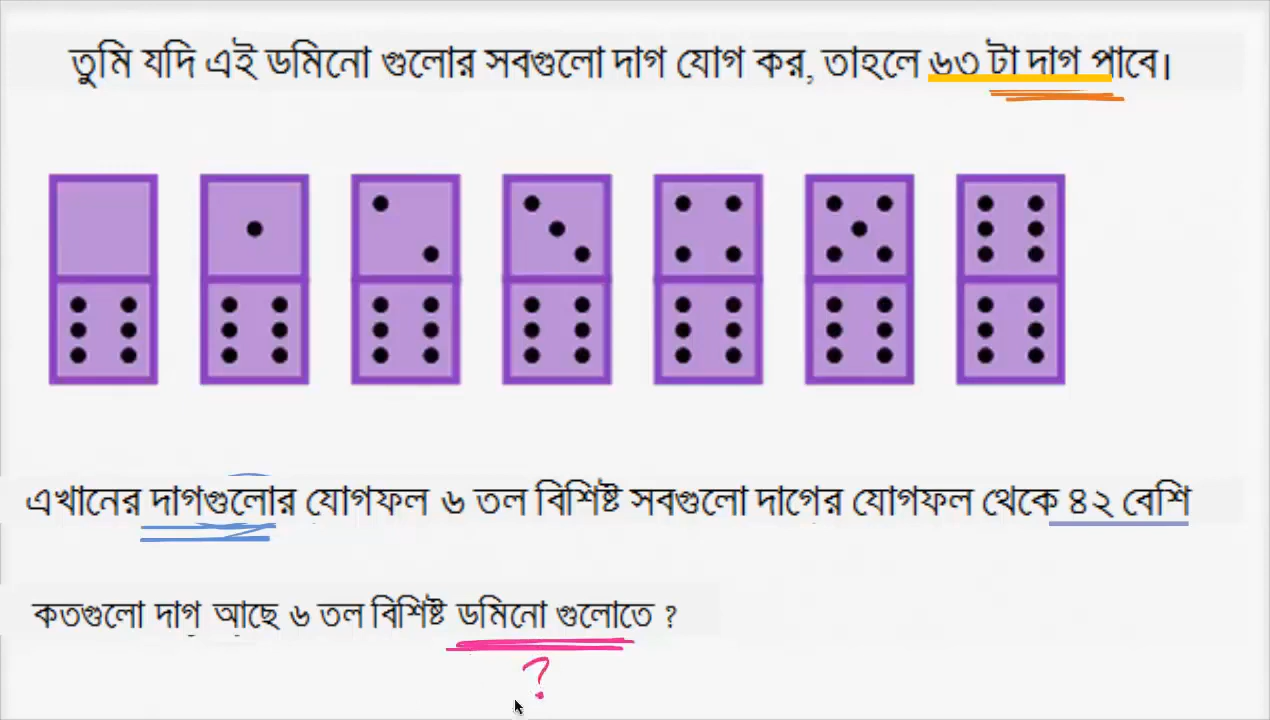 তুমি যদি এই ডমিনো গুলোর সবগুলো দাগ যোগ কর, তাহলে ৬৩ টা দাগ পাবে।
এখানের দাগগুলোর যোগফল ৬ তল বিশিষ্ট সবগুলো দাগের যোগফল থেকে ৪২ বেশি
কতগুলো দাগ আছে ৬ তল বিশিষ্ট ডমিনো গুলোতে ?
?